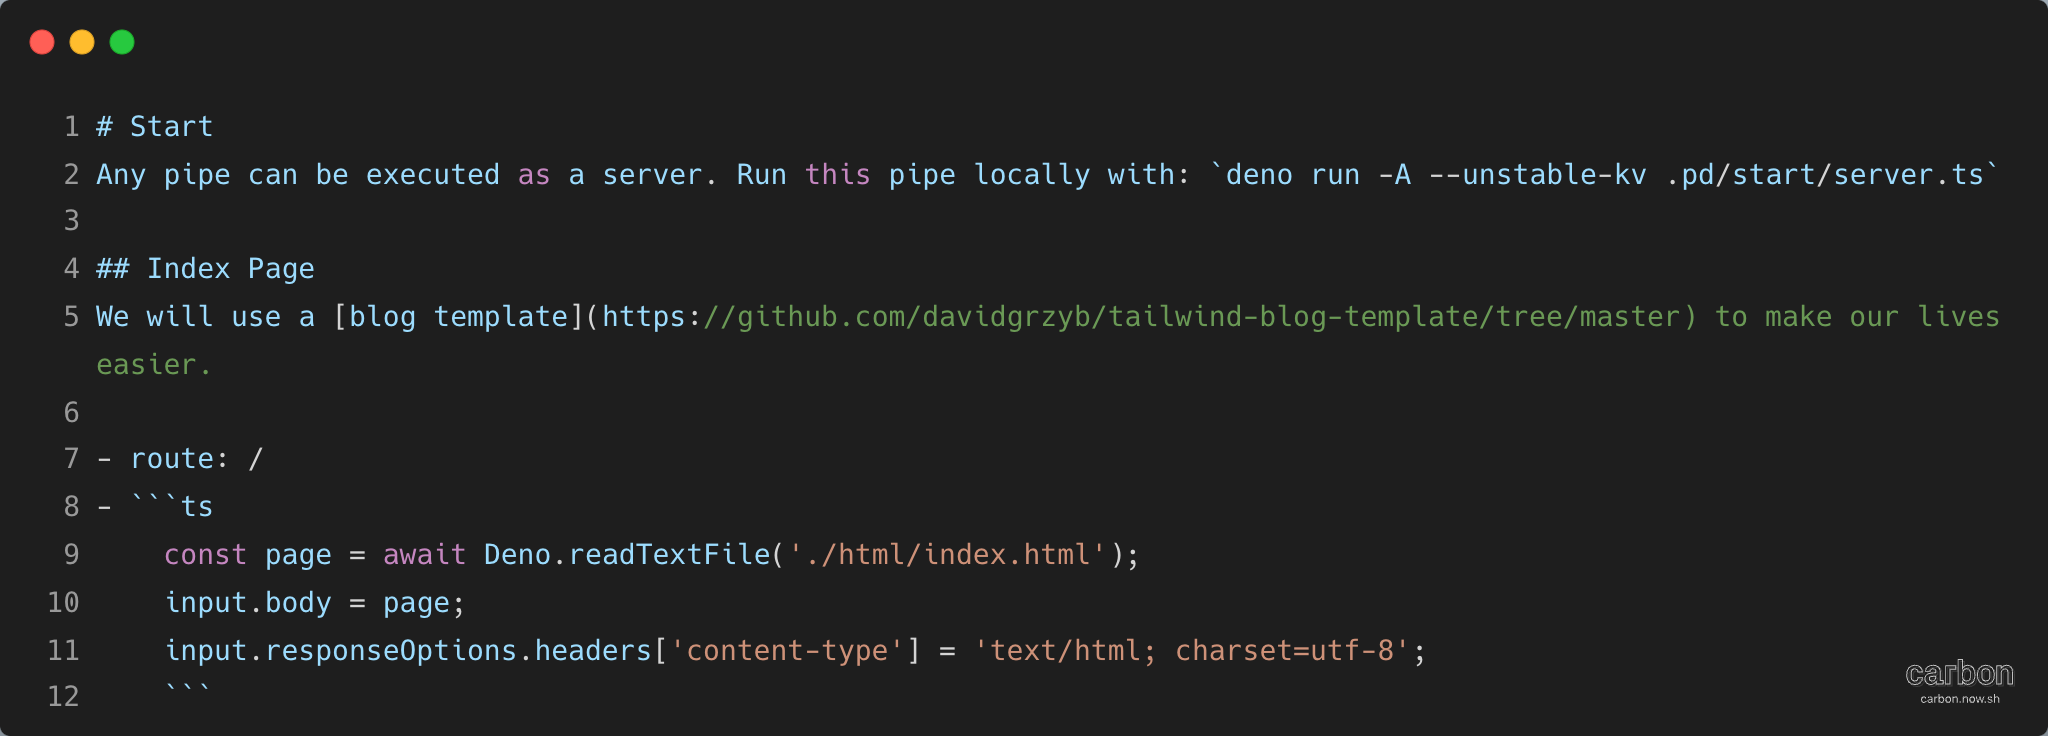 1 # Start
2 Any pipe can be executed as a server. Run this pipe locally with: `deno run -A --unstable-kv .pd/start/server.ts`
3
4 ## Index Page
5 We will use a [blog template](https://github.com/davidgrzyb/tailwind-blog-template/tree/master) to make our lives
easier.
6
7 - route: /
8 - ```ts
9     const page = await Deno.readTextFile('./html/index.html');
10     input.body = page;
11     input.responseOptions.headers['content-type'] = 'text/html; charset=utf-8';
12     ```
carbon
carbon.now.sh